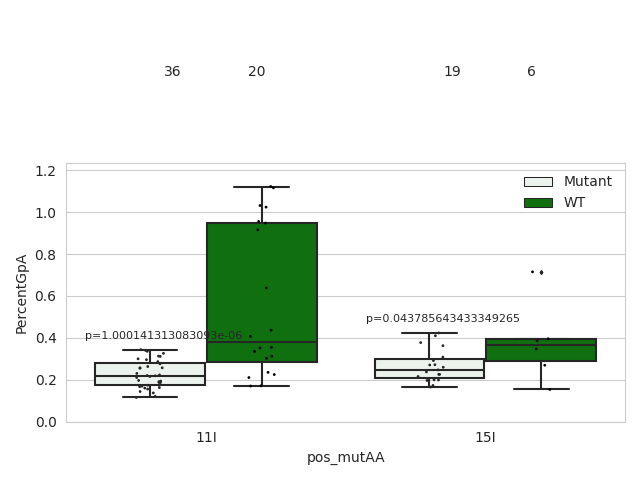 36 20 19 6
1.2
1.0
0.8
0.6
0.4
0.2
0.0
PercentGpA
Mutant
WT
p=1.000141313083093e-06
p=0.043785643433349265
11I 15I
pos_mutAA